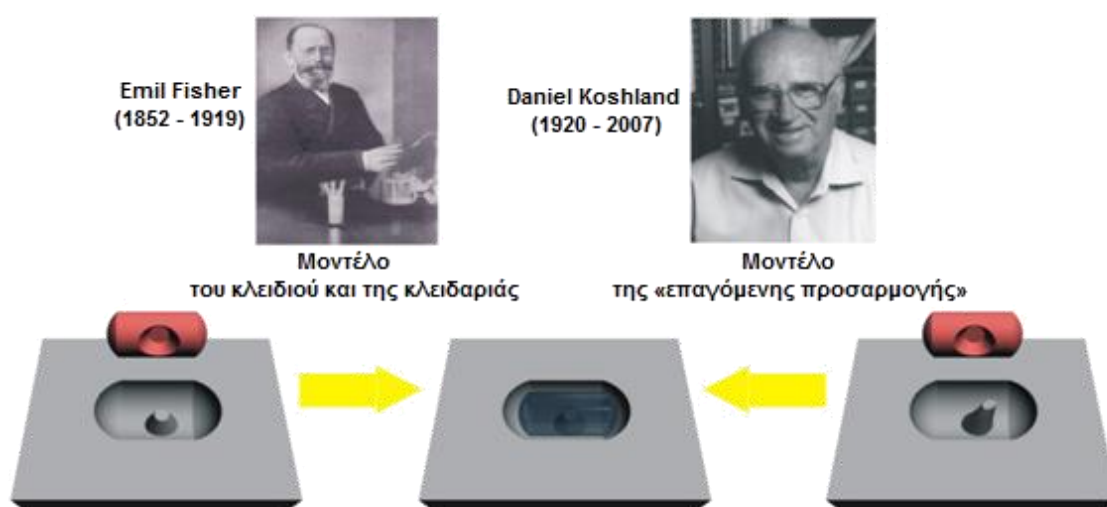 Emil Fisher
(1852 - 1919)
Daniel Koshland
(1920 - 2007)
Μοντέλο
του κλειδιού και της κλειδαριάς
Μοντέλο
της «επαγόμενης προσαρμογής»